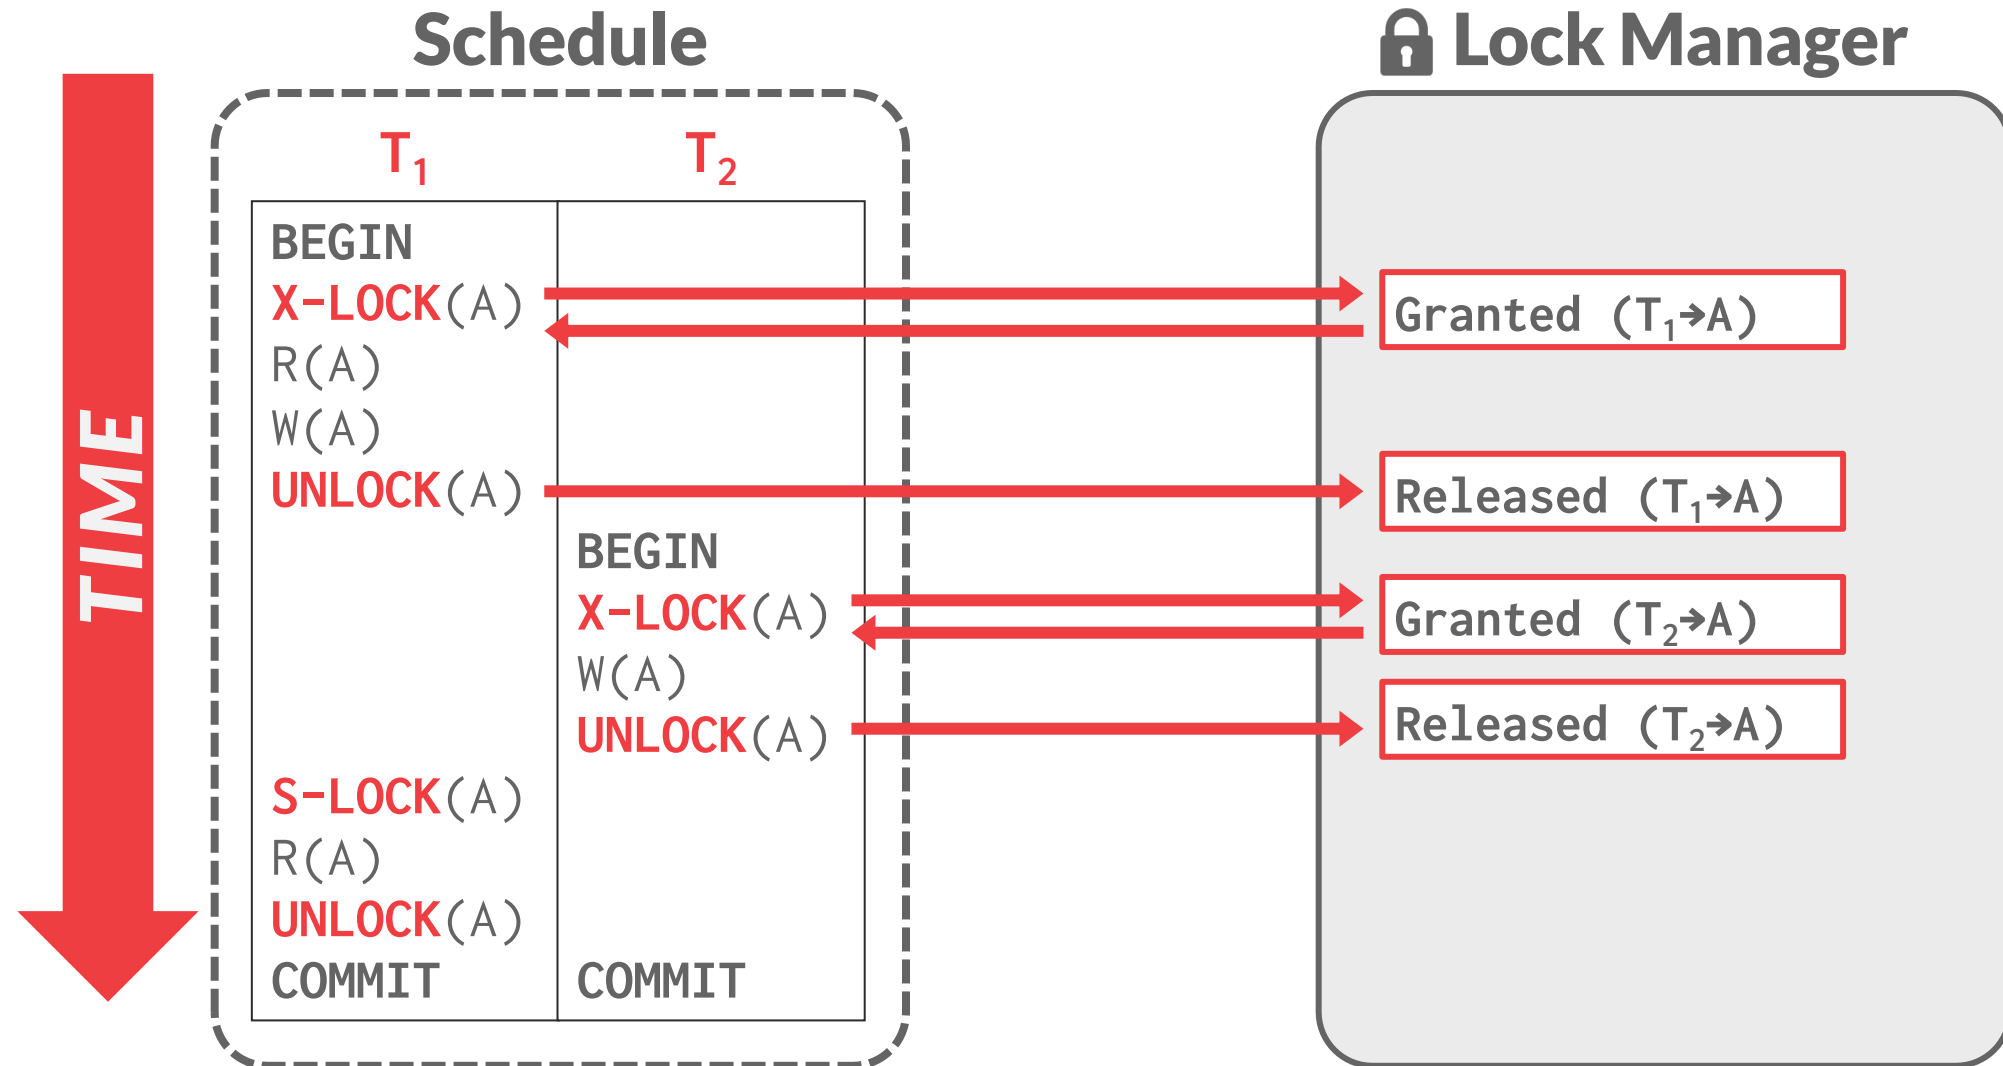 Schedule
Lock Manager
TIME
T₁ T₂
BEGIN
X-LOCK(A)
Granted (T₁→A)
R(A)
W(A)
UNLOCK(A)
Released (T₁→A)
BEGIN
X-LOCK(A)
Granted (T₂→A)
W(A)
UNLOCK(A)
Released (T₂→A)
S-LOCK(A)
R(A)
UNLOCK(A)
COMMIT COMMIT